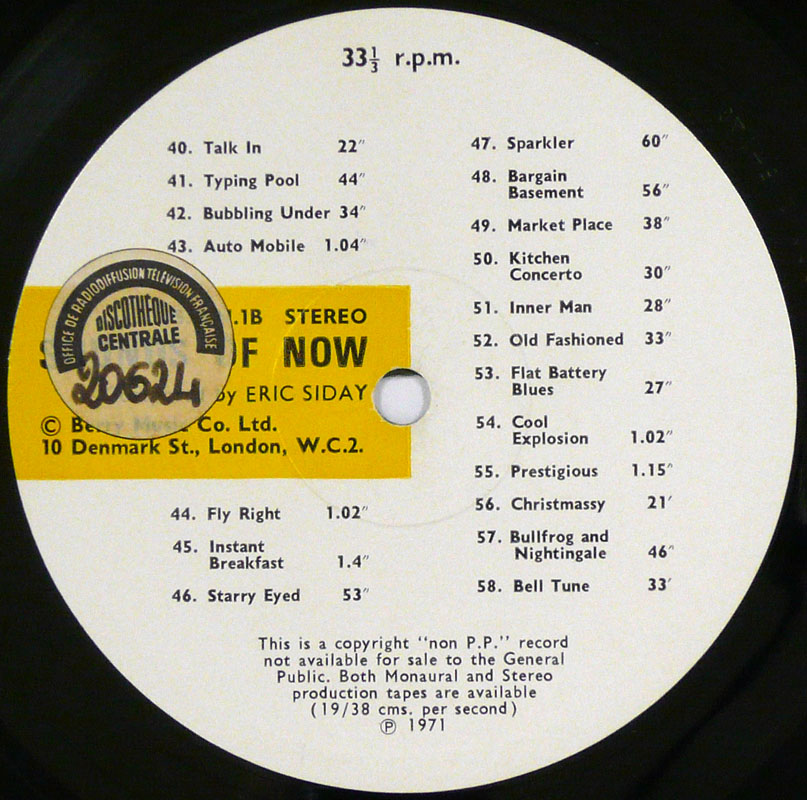 33⅓ r.p.m.
40. Talk In 22"
41. Typing Pool 44"
42. Bubbling Under 34"
43. Auto Mobile 1.04"
OFFICE DE RADIODIFFUSION TÉLÉVISION FRANÇAISE
DISCOTHÈQUE
CENTRALE
20624
.1B STEREO
OF NOW
by ERIC SIDAY
© Berry Music Co. Ltd.
10 Denmark St., London, W.C.2.
44. Fly Right 1.02"
45. Instant
Breakfast 1.4"
46. Starry Eyed 53"
47. Sparkler 60"
48. Bargain
Basement 56"
49. Market Place 38"
50. Kitchen
Concerto 30"
51. Inner Man 28"
52. Old Fashioned 33"
53. Flat Battery
Blues 27"
54. Cool
Explosion 1.02"
55. Prestigious 1.15"
56. Christmassy 21'
57. Bullfrog and
Nightingale 46"
58. Bell Tune 33'
This is a copyright "non P.P." record
not available for sale to the General
Public. Both Monaural and Stereo
production tapes are available
(19/38 cms. per second)
℗ 1971